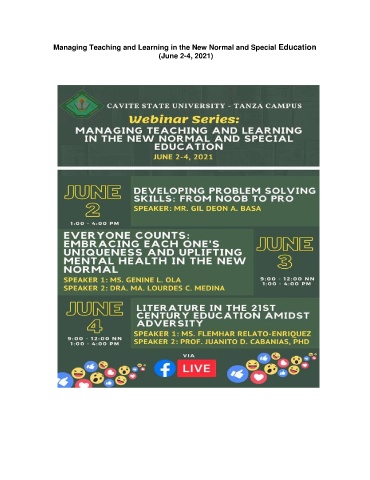 Managing Teaching and Learning in the New Normal and Special Education
(June 2-4, 2021)
CAVITE STATE UNIVERSITY - TANZA CAMPUS
Webinar Series:
MANAGING TEACHING AND LEARNING
IN THE NEW NORMAL AND SPECIAL
EDUCATION
JUNE 2-4, 2021
JUNE
2
1:00 - 4:00 PM
DEVELOPING PROBLEM SOLVING
SKILLS: FROM NOOB TO PRO
SPEAKER: MR. GIL DEON A. BASA
EVERYONE COUNTS:
EMBRACING EACH ONE'S
UNIQUENESS AND UPLIFTING
MENTAL HEALTH IN THE NEW
NORMAL
SPEAKER 1: MS. GENINE L. OLA
SPEAKER 2: DRA. MA. LOURDES C. MEDINA
JUNE
3
9:00 - 12:00 NN
1:00 - 4:00 PM
JUNE
4
9:00 - 12:00 NN
1:00 - 4:00 PM
LITERATURE IN THE 21ST
CENTURY EDUCATION AMIDST
ADVERSITY
SPEAKER 1: MS. FLEMHAR RELATO-ENRIQUEZ
SPEAKER 2: PROF. JUANITO D. CABANIAS, PHD
VIA
LIVE